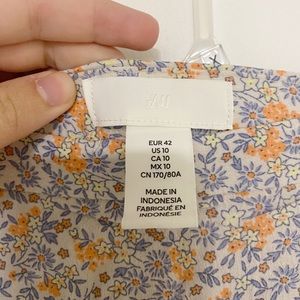 H&M
EUR 42
US 10
CA 10
MX 10
CN 170/80A
MADE IN
INDONESIA
FABRIQUÉ EN
INDONÉSIE